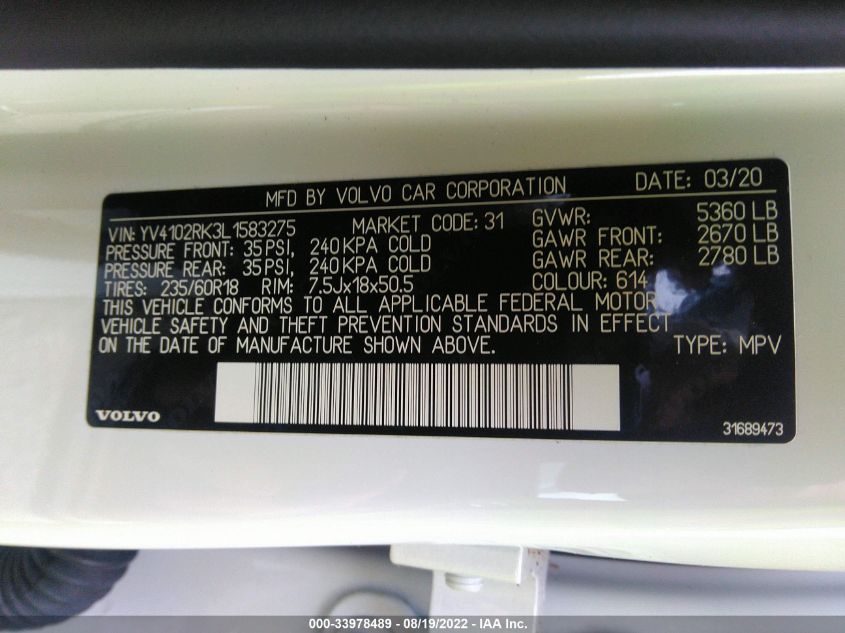 MFD BY VOLVO CAR CORPORATION DATE: 03/20
VIN: YV4102RK3L1583275 MARKET CODE: 31 GVWR: 5360 LB
PRESSURE FRONT: 35 PSI, 240 KPA COLD GAWR FRONT: 2670 LB
PRESSURE REAR: 35 PSI, 240 KPA COLD GAWR REAR: 2780 LB
TIRES: 235/60R18 RIM: 7.5Jx18x50.5 COLOUR: 614
THIS VEHICLE CONFORMS TO ALL APPLICABLE FEDERAL MOTOR
VEHICLE SAFETY AND THEFT PREVENTION STANDARDS IN EFFECT
ON THE DATE OF MANUFACTURE SHOWN ABOVE. TYPE: MPV
VOLVO 31689473
000-33978489 - 08/19/2022 - IAA Inc.